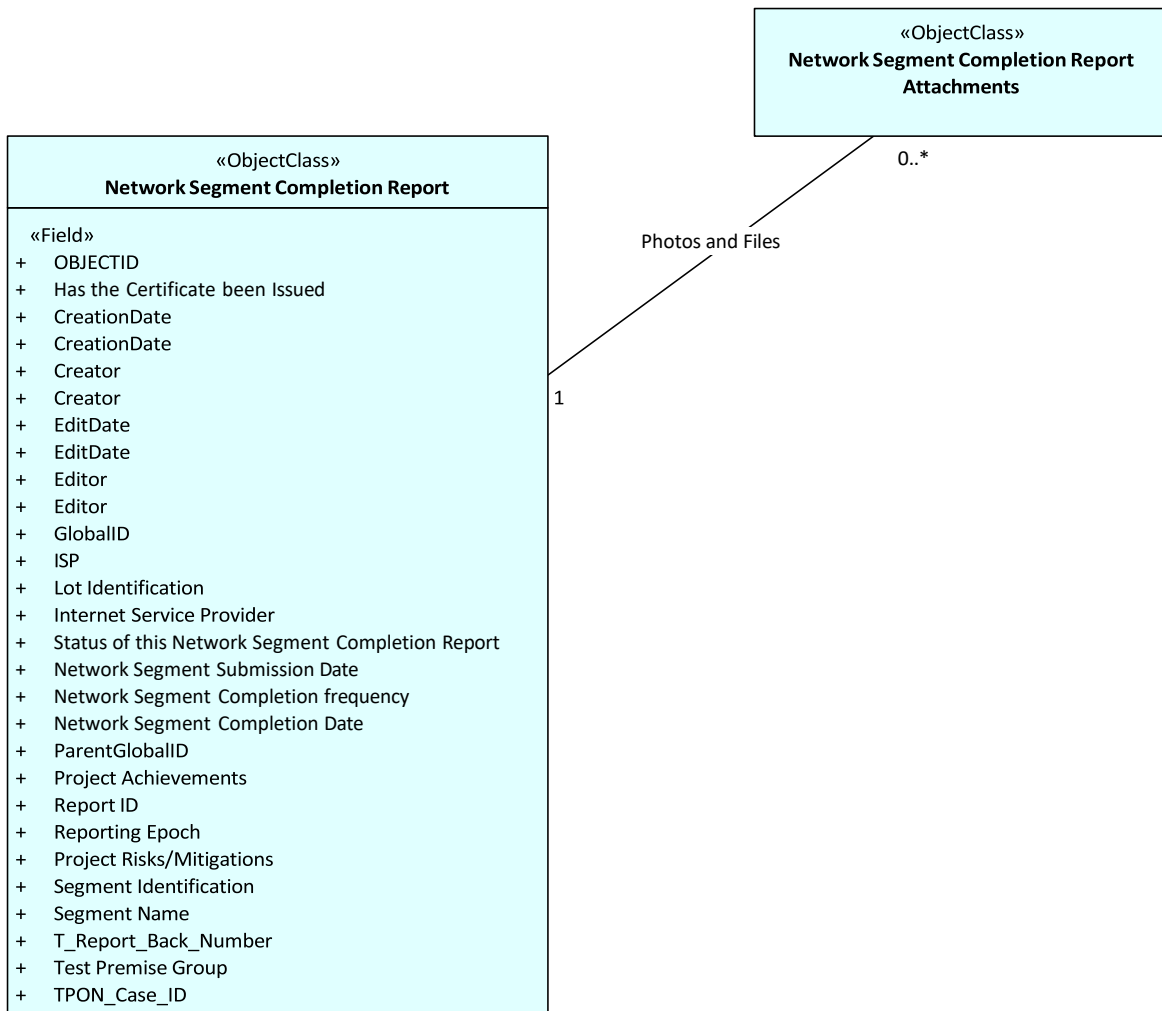 «ObjectClass»
Network Segment Completion Report
Attachments
0..*
Photos and Files
1
«ObjectClass»
Network Segment Completion Report
«Field»
+ OBJECTID
+ Has the Certificate been Issued
+ CreationDate
+ CreationDate
+ Creator
+ Creator
+ EditDate
+ EditDate
+ Editor
+ Editor
+ GlobalID
+ ISP
+ Lot Identification
+ Internet Service Provider
+ Status of this Network Segment Completion Report
+ Network Segment Submission Date
+ Network Segment Completion frequency
+ Network Segment Completion Date
+ ParentGlobalID
+ Project Achievements
+ Report ID
+ Reporting Epoch
+ Project Risks/Mitigations
+ Segment Identification
+ Segment Name
+ T_Report_Back_Number
+ Test Premise Group
+ TPON_Case_ID